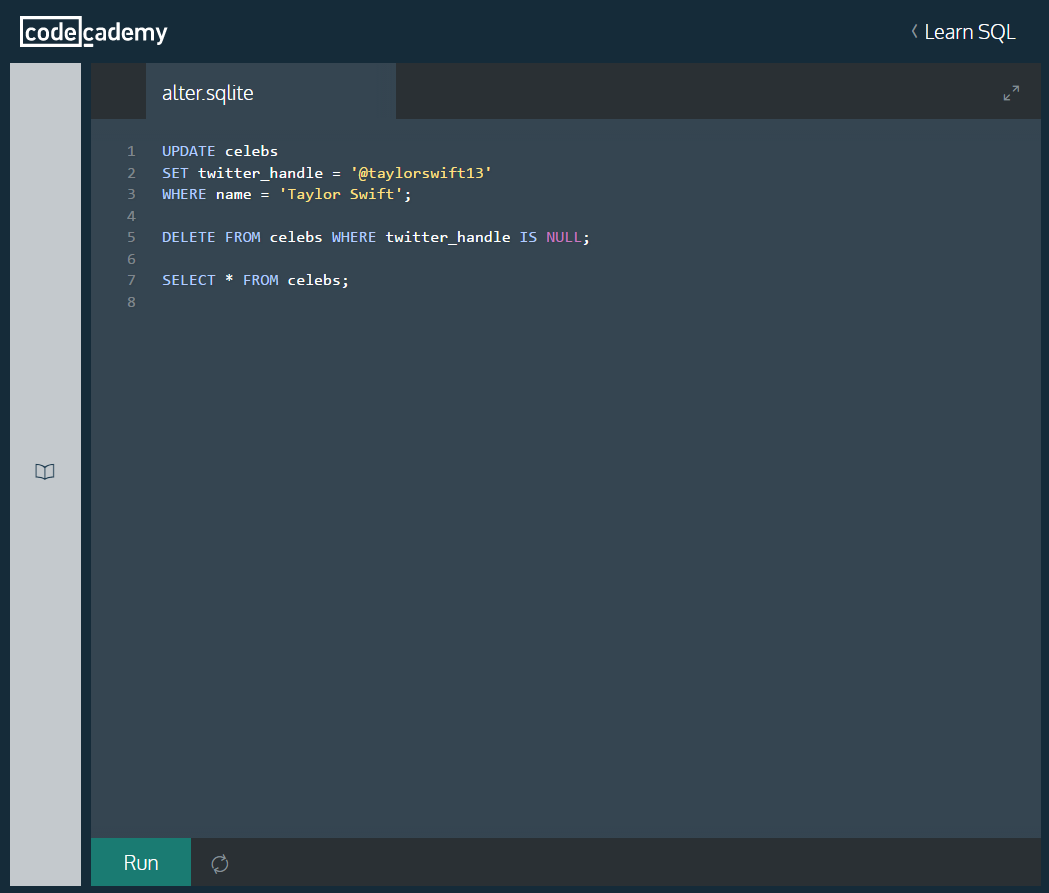 codecademy
Learn SQL
alter.sqlite
1 UPDATE celebs
2 SET twitter_handle = '@taylorswift13'
3 WHERE name = 'Taylor Swift';
4
5 DELETE FROM celebs WHERE twitter_handle IS NULL;
6
7 SELECT * FROM celebs;
8
Run